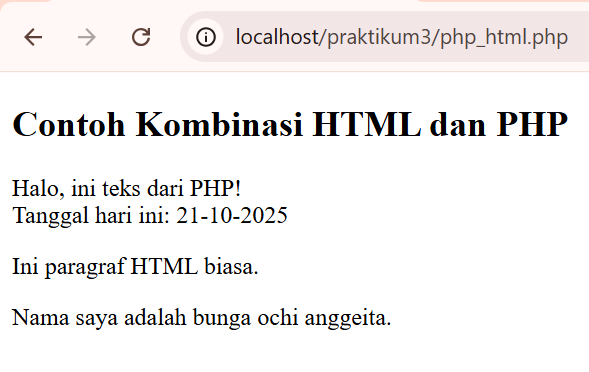 localhost/praktikum3/php_html.php
Contoh Kombinasi HTML dan PHP
Halo, ini teks dari PHP!
Tanggal hari ini: 21-10-2025
Ini paragraf HTML biasa.
Nama saya adalah bunga ochi anggeita.